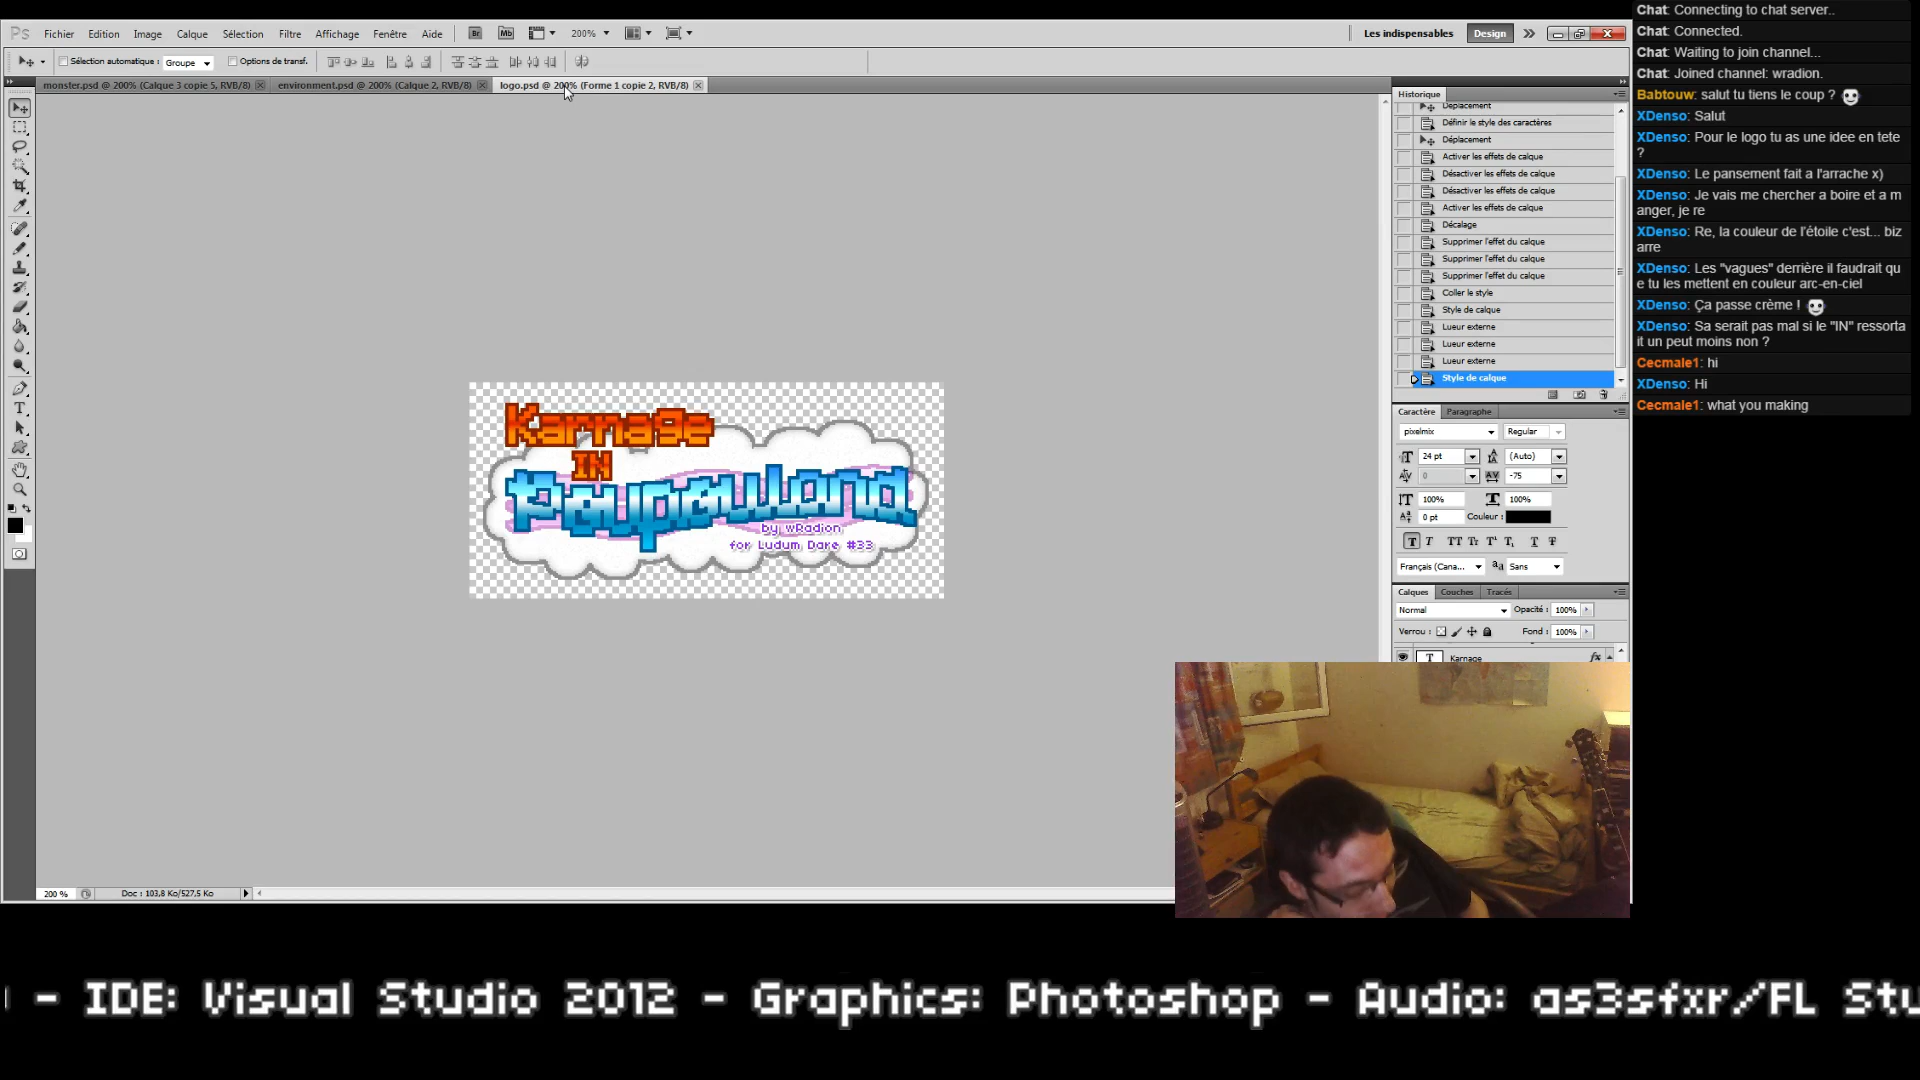 Ps Fichier Edition Image Calque Sélection Filtre Affichage Fenêtre Aide Br Mb 200% Les indispensables Design
Sélection automatique : Groupe Options de transf.
monster.psd @ 200% (Calque 3 copie 5, RVB/8) environment.psd @ 200% (Calque 2, RVB/8) logo.psd @ 200% (Forme 1 copie 2, RVB/8)
Historique
Déplacement
Définir le style des caractères
Déplacement
Activer les effets de calque
Désactiver les effets de calque
Désactiver les effets de calque
Activer les effets de calque
Décalage
Supprimer l'effet du calque
Supprimer l'effet du calque
Supprimer l'effet du calque
Coller le style
Style de calque
Lueur externe
Lueur externe
Lueur externe
Style de calque
Caractère Paragraphe
pixelmix Regular
24 pt (Auto)
0 -75
100% 100%
0 pt Couleur :
Français (Cana... aa Sans
Calques Couches Tracés
Normal Opacité : 100%
Verrou : Fond : 100%
T Karnage fx
Karnage
IN
by wRadion
for Ludum Dare #33
200 % Doc : 103,8 Ko/527,5 Ko
Chat: Connecting to chat server..
Chat: Connected.
Chat: Waiting to join channel...
Chat: Joined channel: wradion.
Babtouw: salut tu tiens le coup ?
XDenso: Salut
XDenso: Pour le logo tu as une idee en tete
?
XDenso: Le pansement fait a l'arrache x)
XDenso: Je vais me chercher a boire et a m
anger, je re
XDenso: Re, la couleur de l'étoile c'est... biz
arre
XDenso: Les "vagues" derrière il faudrait qu
e tu les mettent en couleur arc-en-ciel
XDenso: Ça passe crème !
XDenso: Sa serait pas mal si le "IN" ressorta
it un peut moins non ?
Cecmale1: hi
XDenso: Hi
Cecmale1: what you making
- IDE: Visual Studio 2012 - Graphics: Photoshop - Audio: as3sfxr/FL Stu